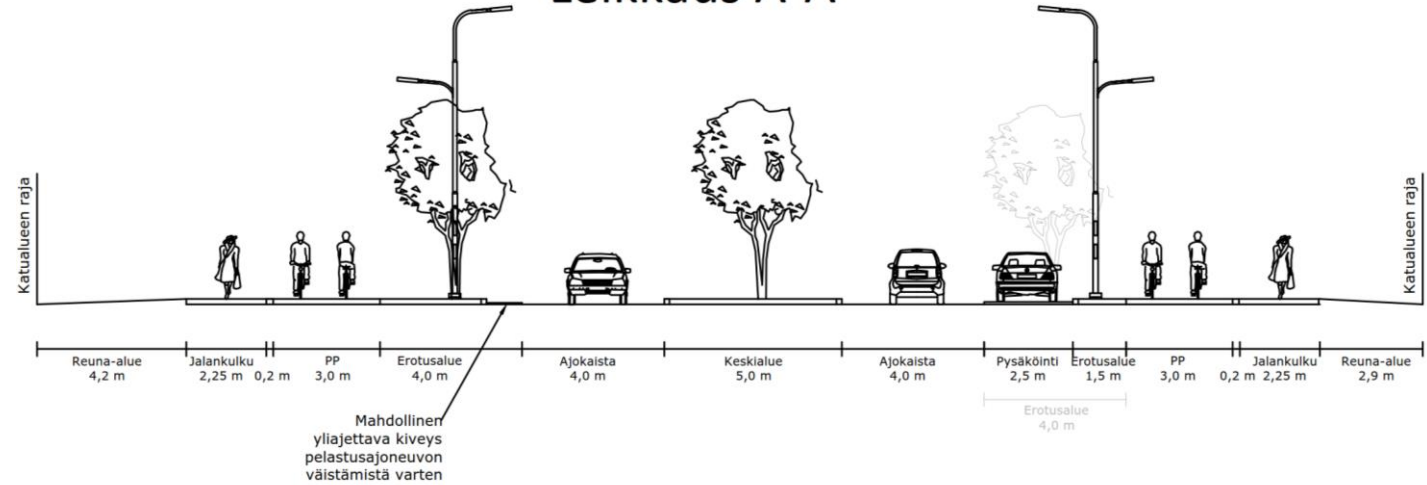 Leikkaus A-A
Katualueen raja
Katualueen raja
Reuna-alue
4,2 m
Jalankulku
2,25 m
0,2 m
PP
3,0 m
Erotusalue
4,0 m
Ajokaista
4,0 m
Keskialue
5,0 m
Ajokaista
4,0 m
Pysäköinti
2,5 m
Erotusalue
1,5 m
PP
3,0 m
0,2 m
Jalankulku
2,25 m
Reuna-alue
2,9 m
Erotusalue
4,0 m
Mahdollinen
yliajettava kiveys
pelastusajoneuvon
väistämistä varten